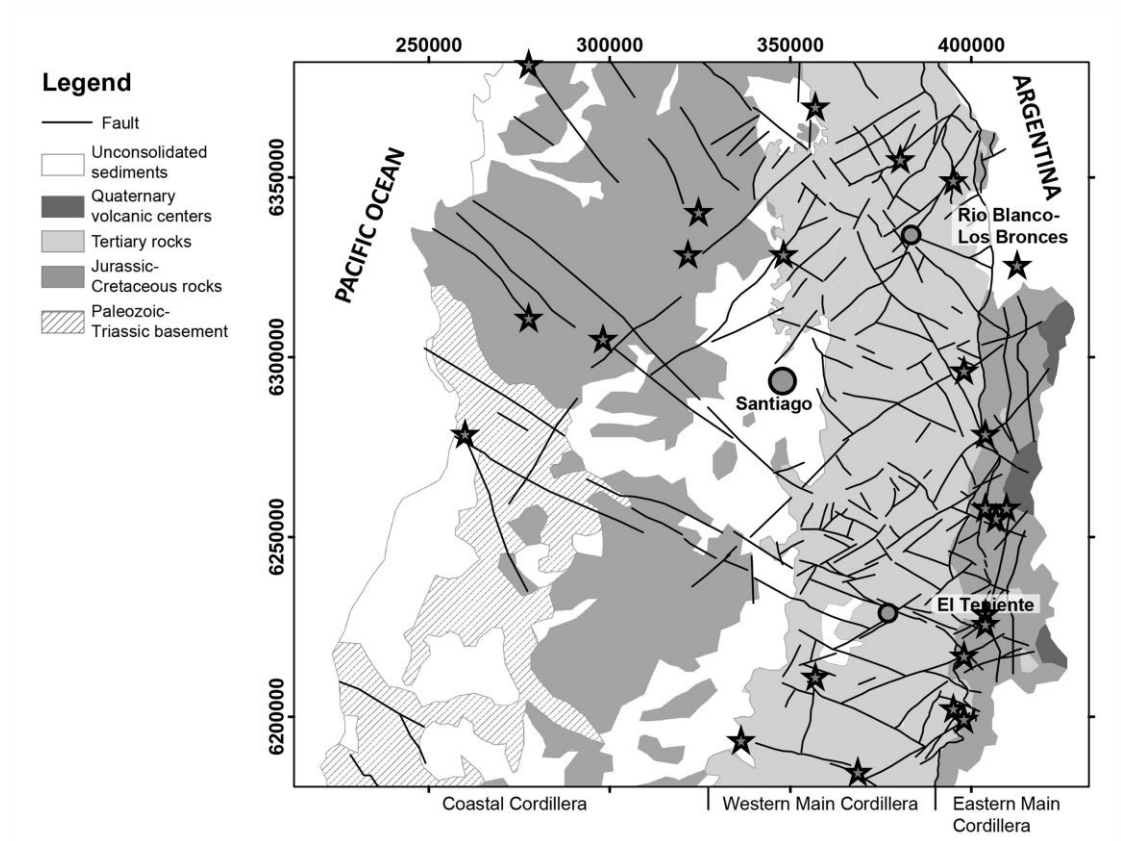 250000 300000 350000 400000
Legend
Fault
Unconsolidated
sediments
Quaternary
volcanic centers
Tertiary rocks
Jurassic-
Cretaceous rocks
Paleozoic-
Triassic basement
6350000
6300000
6250000
6200000
PACIFIC OCEAN
ARGENTINA
Rio Blanco-
Los Bronces
Santiago
El Teniente
Coastal Cordillera
Western Main Cordillera
Eastern Main
Cordillera